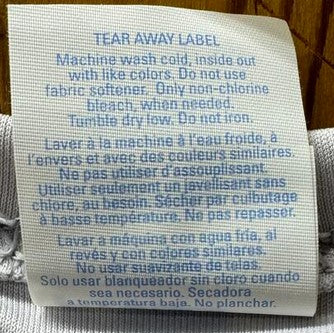 TEAR AWAY LABEL
Machine wash cold, inside out
with like colors. Do not use
fabric softener. Only non-chlorine
bleach, when needed.
Tumble dry low. Do not iron.
Laver à la machine à l'eau froide, à
l'envers et avec des couleurs similaires.
Ne pas utiliser d'assouplissant.
Utiliser seulement un javellisant sans
chlore, au besoin. Sécher par culbutage
à basse température. Ne pas repasser.
Lavar a máquina con agua fría, al
revés y con colores similares.
No usar suavizante de telas.
Solo usar blanqueador sin cloro cuando
sea necesario. Secadora
a temperatura baja. No planchar.